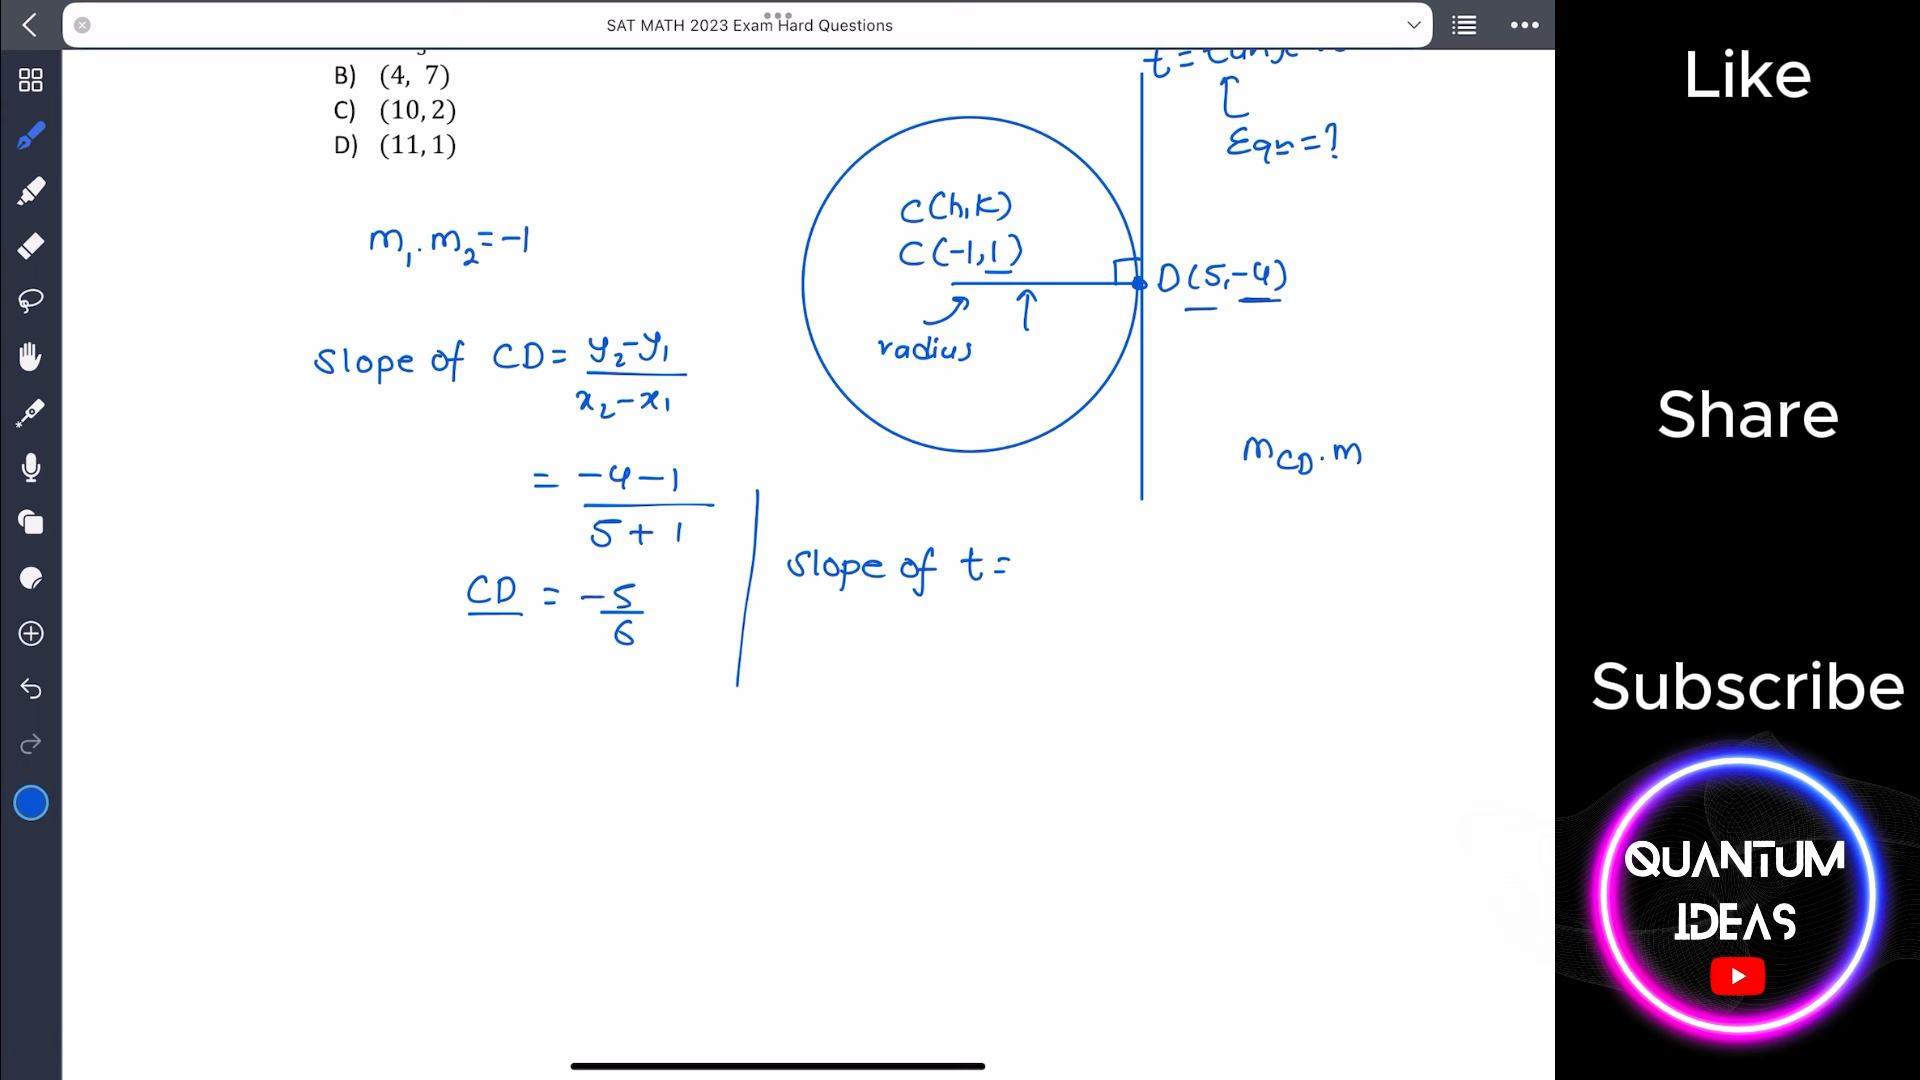 SAT MATH 2023 Exam Hard Questions
B) (4, 7)
C) (10, 2)
D) (11, 1)
Eqn = ?
C(h,k)
C(-1,1)
D(5,-4)
radius
m₁.m₂=-1
Slope of CD = y₂-y₁
x₂-x₁
= -4-1
5+1
CD = -5
6
m_CD.m
Slope of t=
Like
Share
Subscribe
QUANTUM
IDEAS